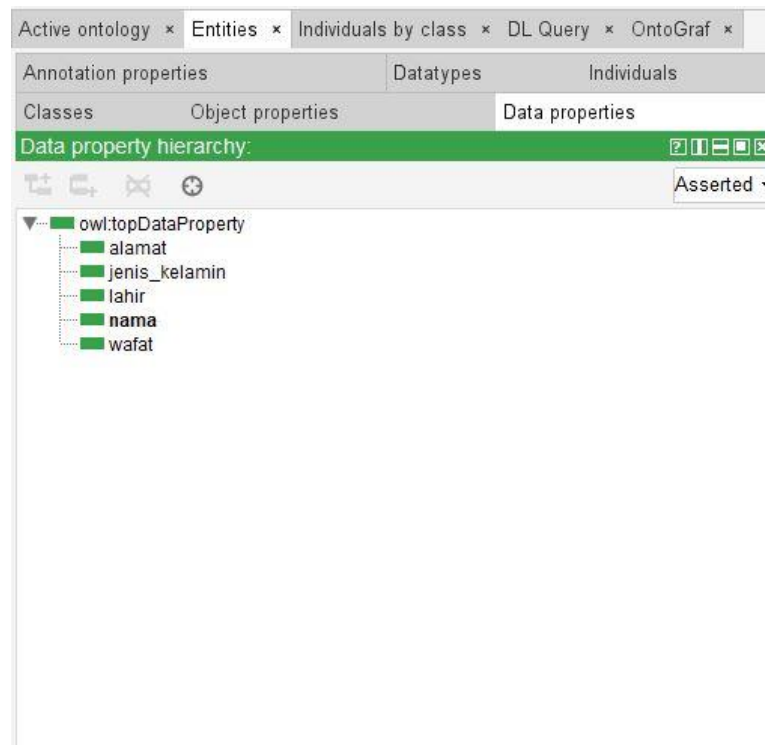 Active ontology × Entities × Individuals by class × DL Query × OntoGraf ×
Annotation properties Datatypes Individuals
Classes Object properties Data properties
Data property hierarchy:
Asserted
owl:topDataProperty
alamat
jenis_kelamin
lahir
nama
wafat